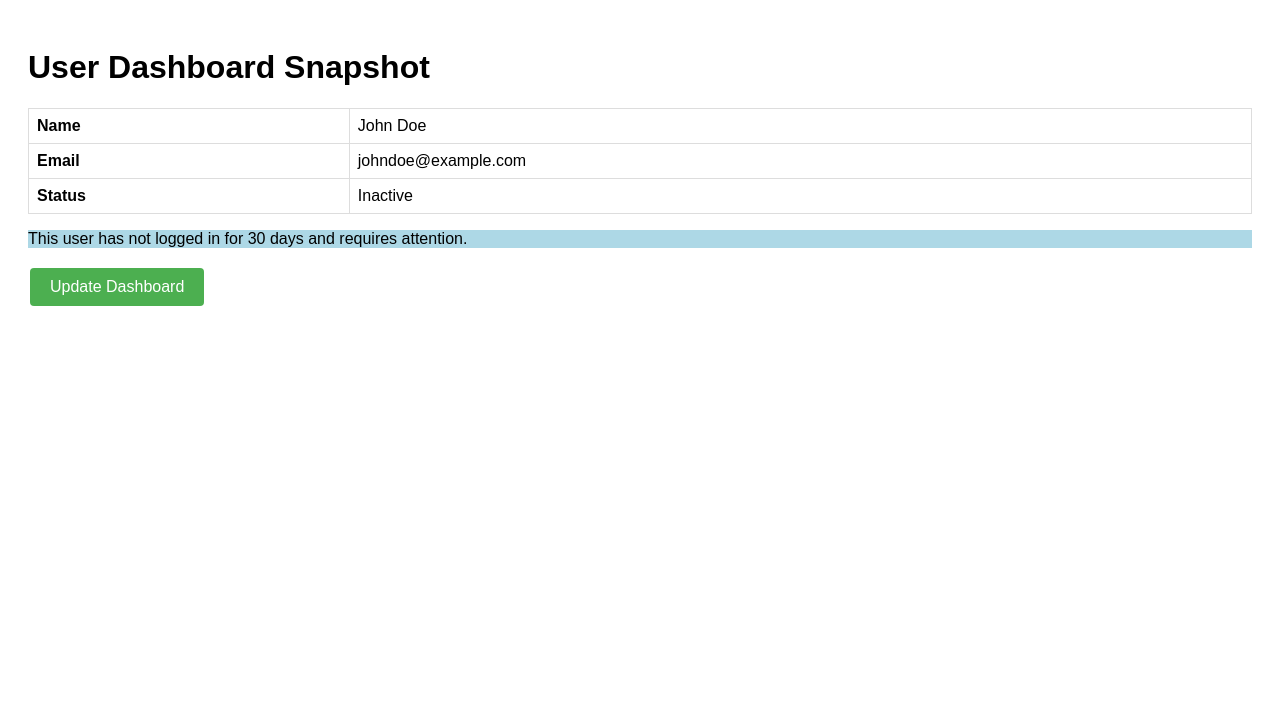 User Dashboard Snapshot
Name John Doe
Email johndoe@example.com
Status Inactive
This user has not logged in for 30 days and requires attention.
Update Dashboard